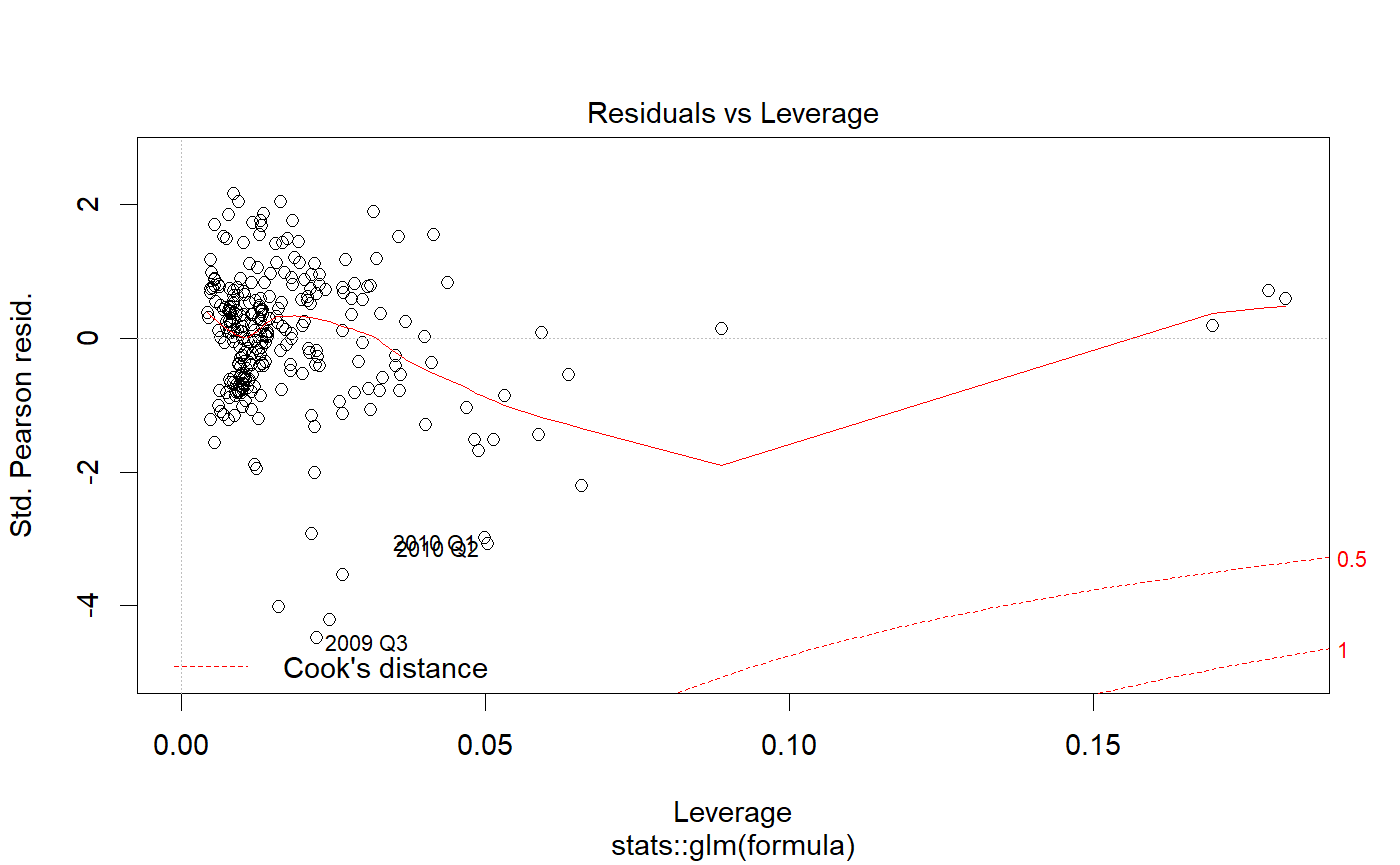 Residuals vs Leverage
Std. Pearson resid.
2
0
-2
-4
2010 Q1
2010 Q2
2009 Q3
Cook's distance
0.5
1
0.00 0.05 0.10 0.15
Leverage
stats::glm(formula)